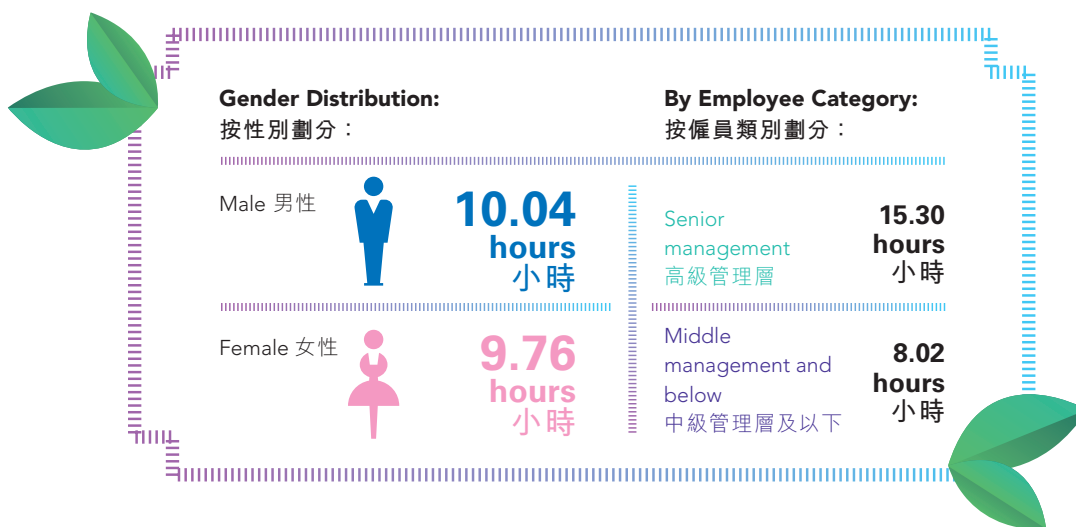 Gender Distribution:
按性別劃分：
Male 男性
10.04
hours
小時
Female 女性
9.76
hours
小時
By Employee Category:
按僱員類別劃分：
Senior
management
高級管理層
15.30
hours
小時
Middle
management and
below
中級管理層及以下
8.02
hours
小時